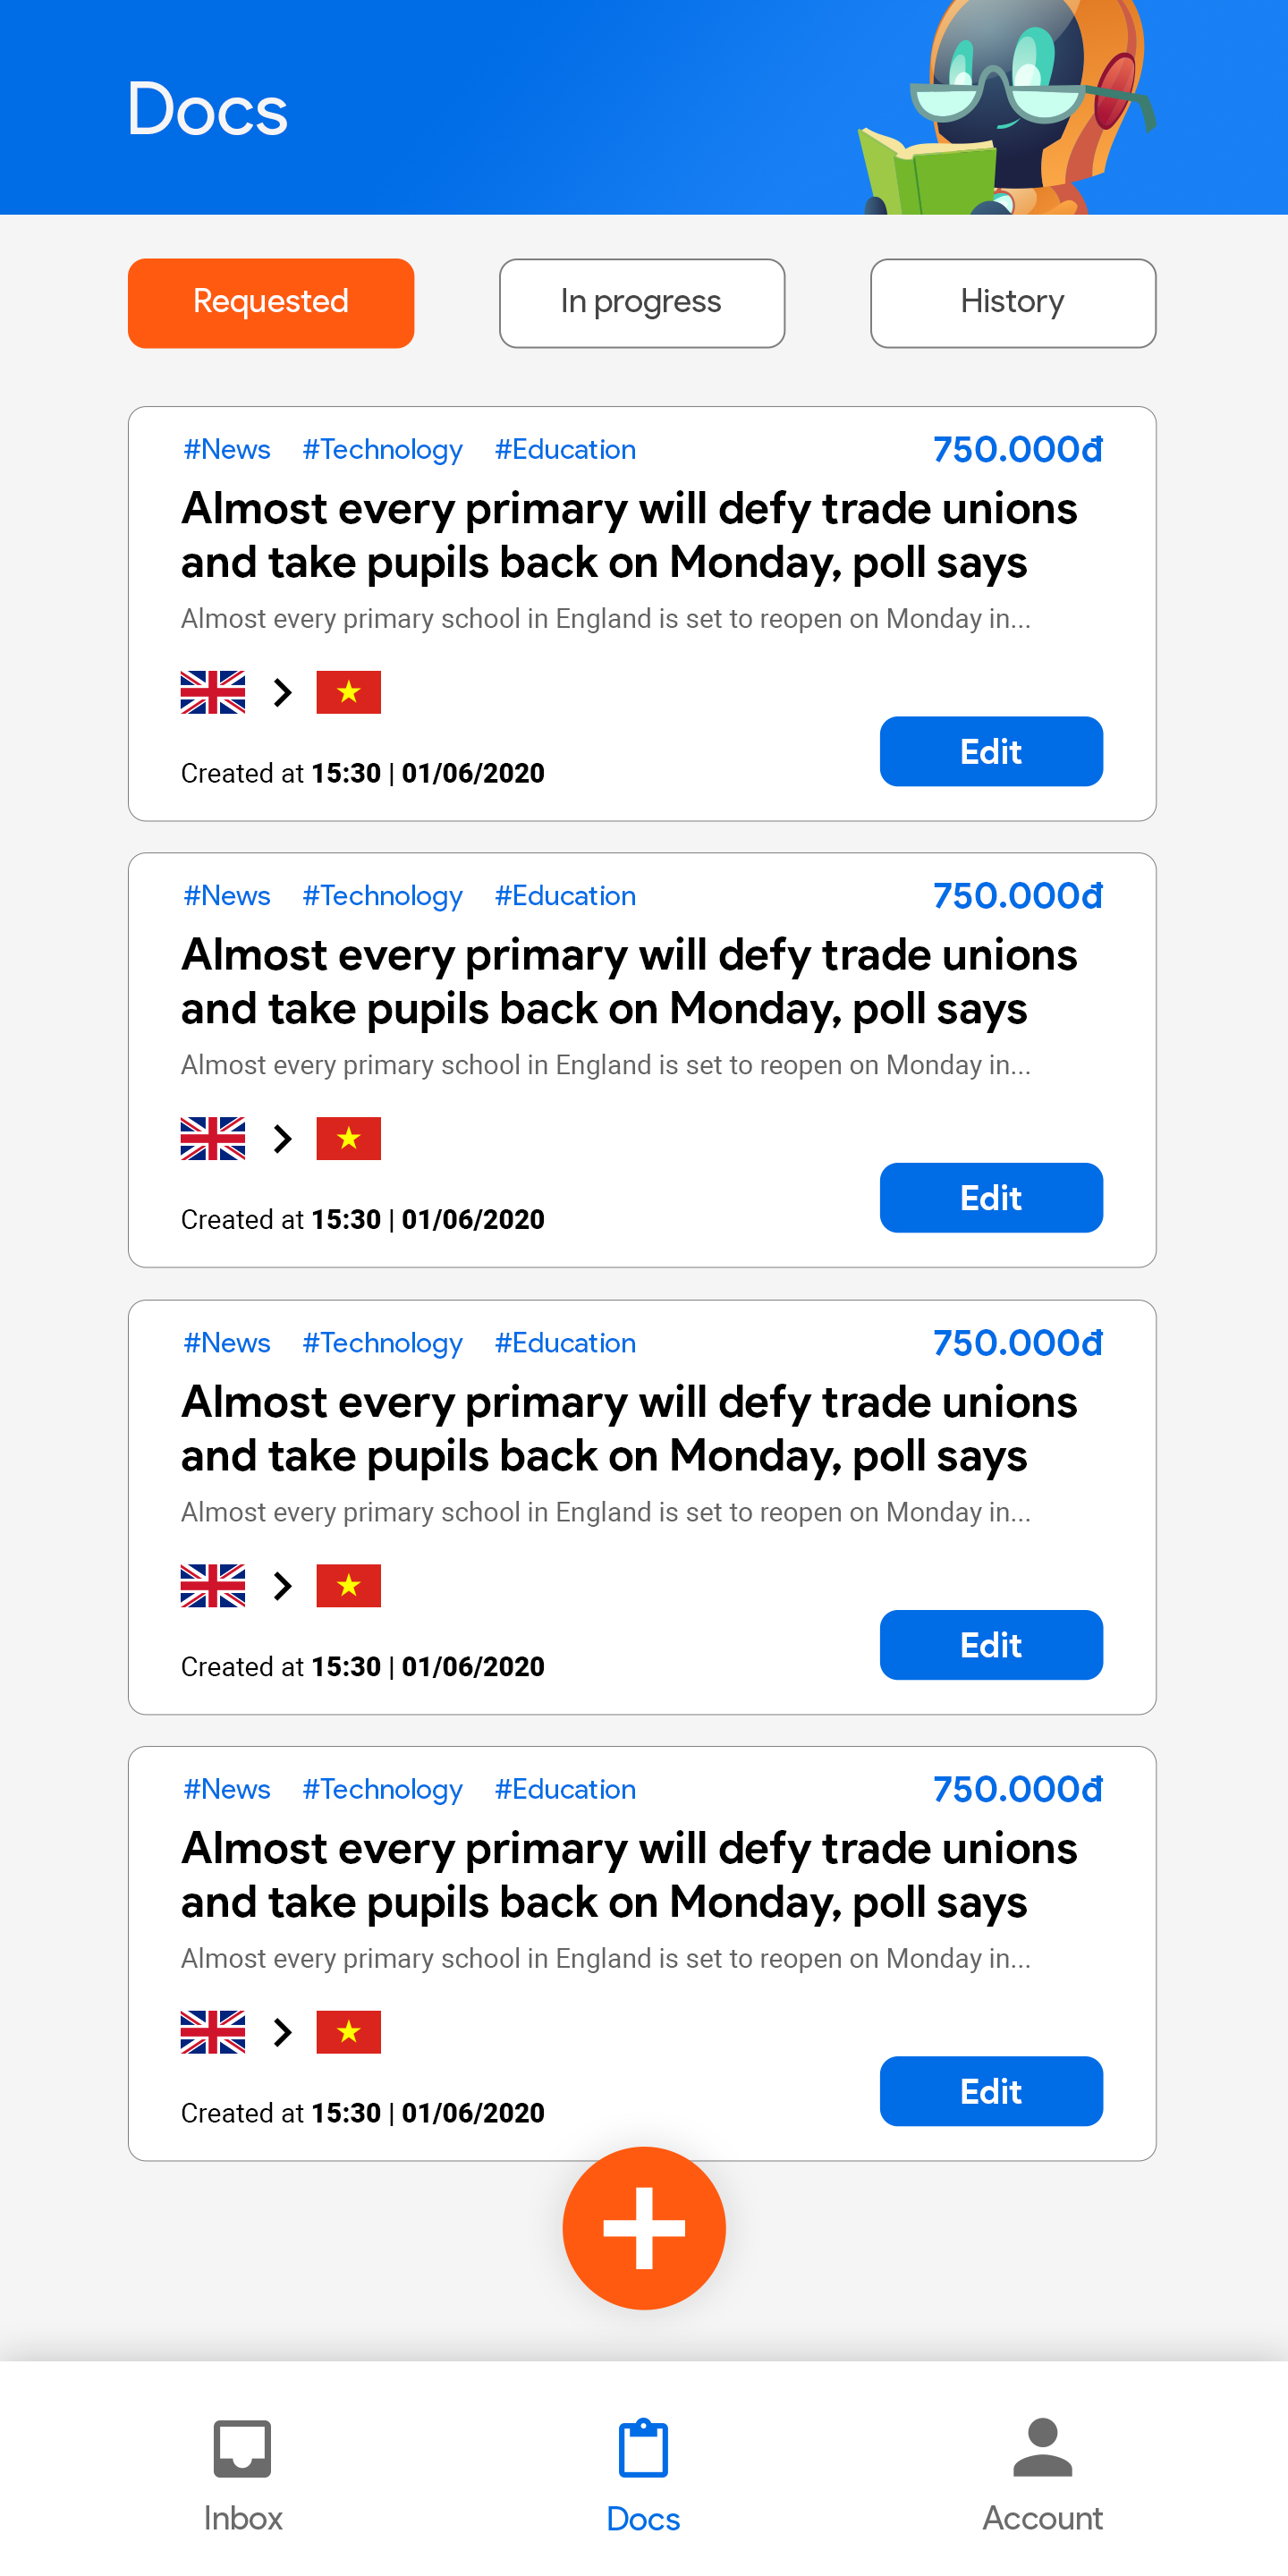 Docs
Requested In progress History
#News #Technology #Education 750.000đ
Almost every primary will defy trade unions
and take pupils back on Monday, poll says
Almost every primary school in England is set to reopen on Monday in...
Edit
Created at 15:30 | 01/06/2020
#News #Technology #Education 750.000đ
Almost every primary will defy trade unions
and take pupils back on Monday, poll says
Almost every primary school in England is set to reopen on Monday in...
Edit
Created at 15:30 | 01/06/2020
#News #Technology #Education 750.000đ
Almost every primary will defy trade unions
and take pupils back on Monday, poll says
Almost every primary school in England is set to reopen on Monday in...
Edit
Created at 15:30 | 01/06/2020
#News #Technology #Education 750.000đ
Almost every primary will defy trade unions
and take pupils back on Monday, poll says
Almost every primary school in England is set to reopen on Monday in...
Edit
Created at 15:30 | 01/06/2020
Inbox Docs Account